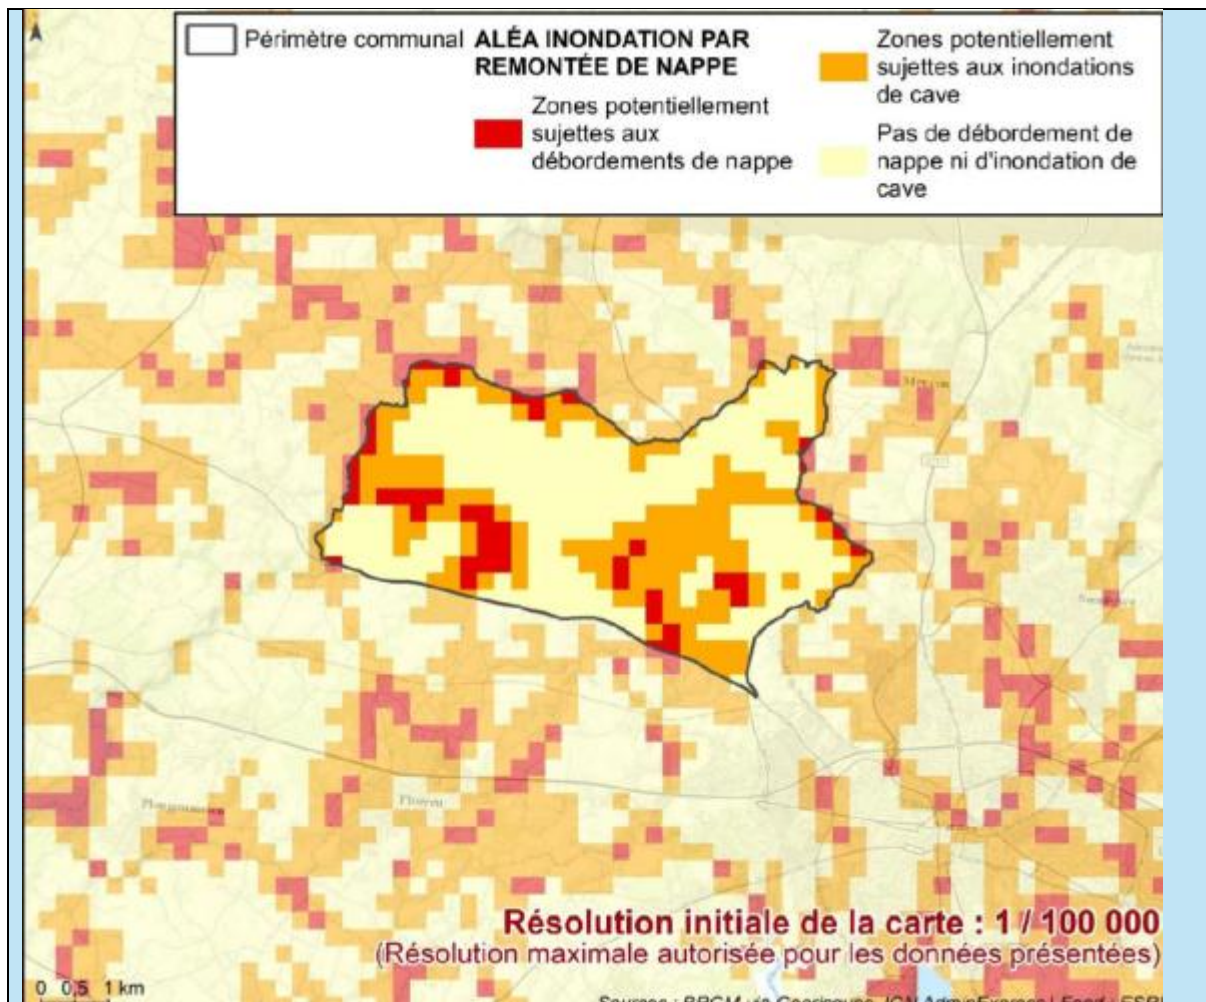 Périmètre communal
ALÉA INONDATION PAR
REMONTÉE DE NAPPE
Zones potentiellement
sujettes aux
débordements de nappe
Zones potentiellement
sujettes aux inondations
de cave
Pas de débordement de
nappe ni d'inondation de
cave
Résolution initiale de la carte : 1 / 100 000
(Résolution maximale autorisée pour les données présentées)
0 0,5 1 km